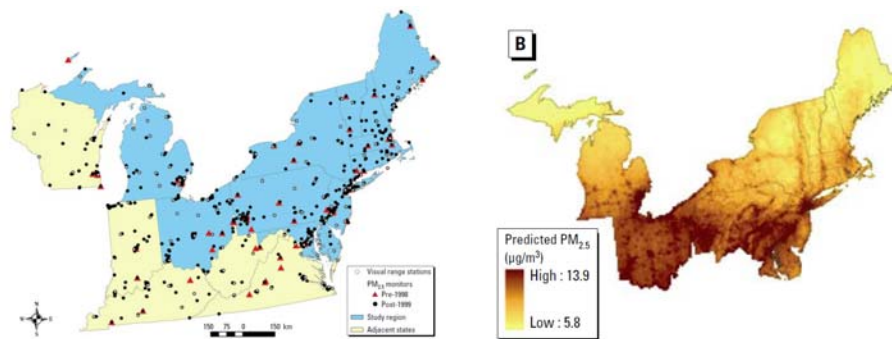 Visual range stations
PM2.5 monitors
Pre-1998
Post-1999
Study region
Adjacent states
N
W
E
S
150 75 0 150 km
B
Predicted PM2.5
(μg/m3)
High : 13.9
Low : 5.8